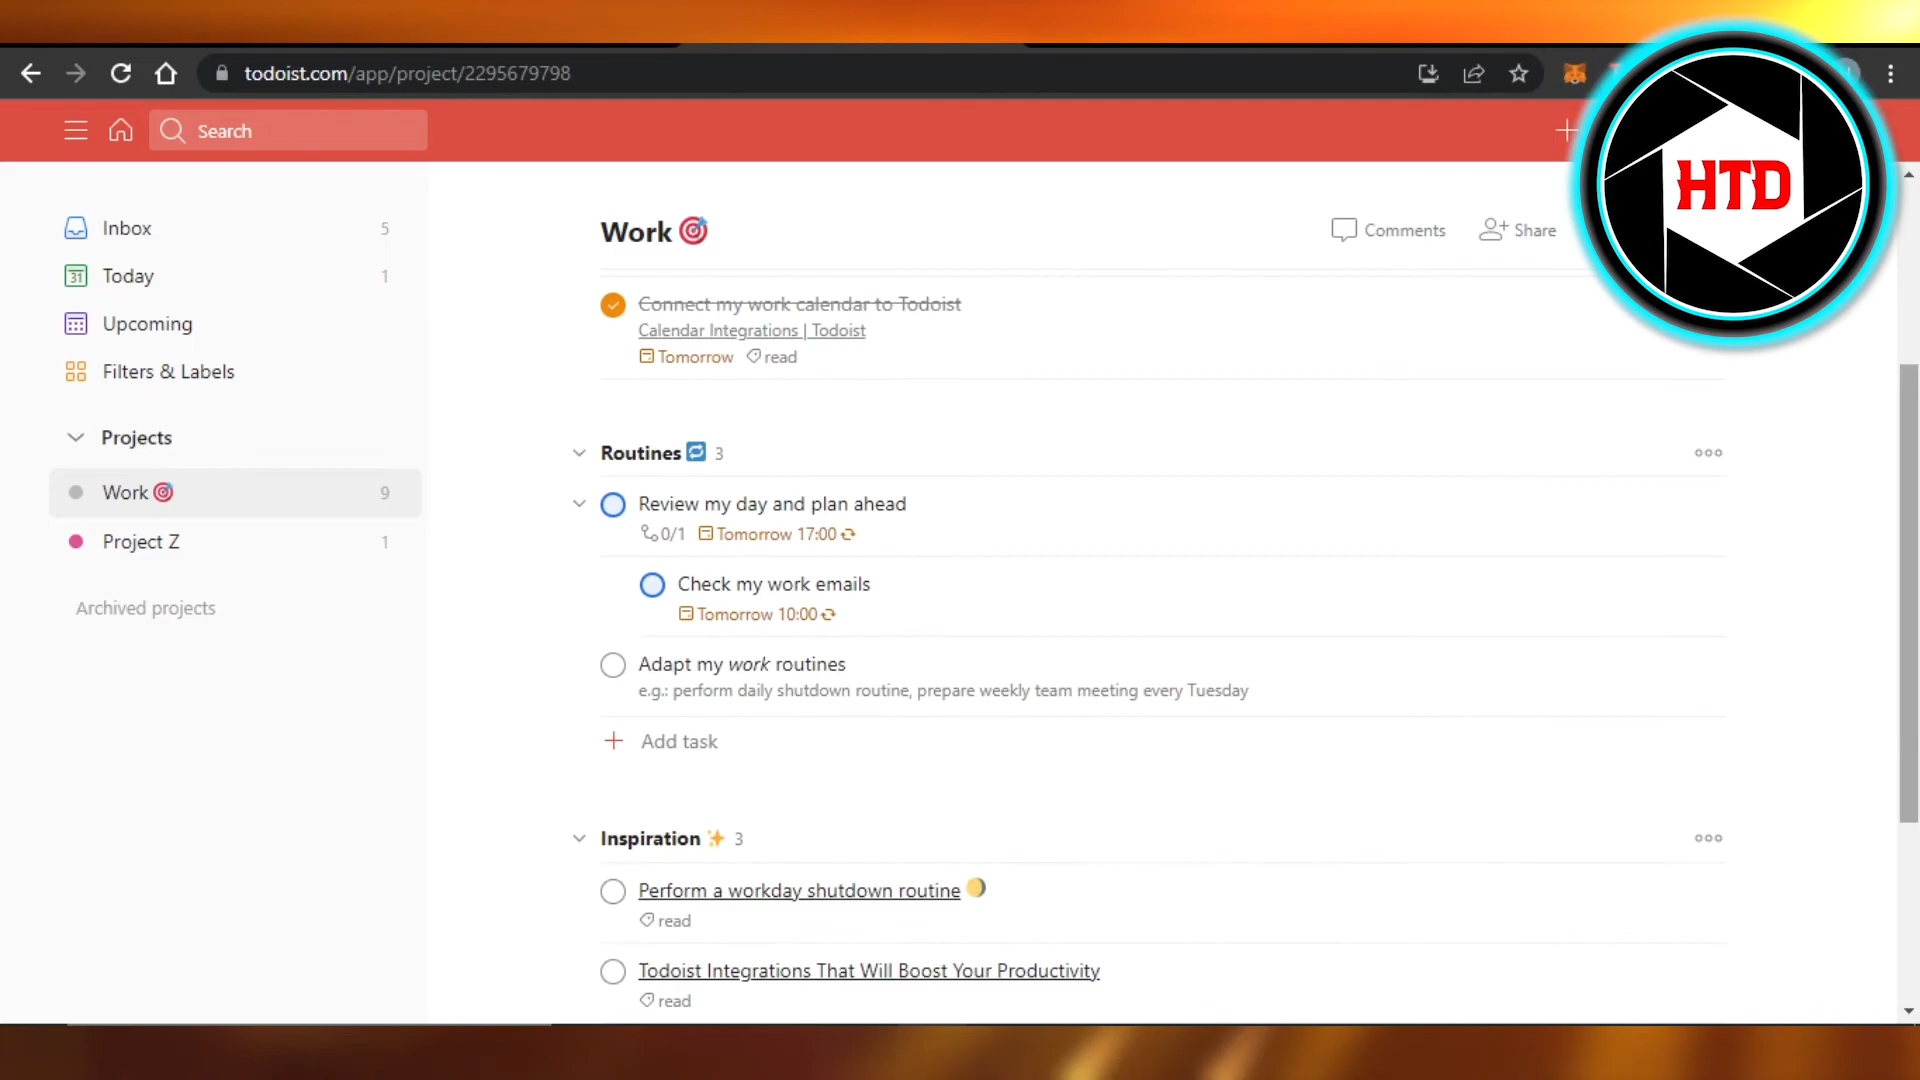 todoist.com/app/project/2295679798
Search
HTD
Inbox 5
31 Today 1
Upcoming
Filters & Labels
Projects
Work 🎯 9
Project Z 1
Archived projects
Work 🎯
Comments Share
Connect my work calendar to Todoist
Calendar Integrations | Todoist
Tomorrow read
Routines 🔁 3
Review my day and plan ahead
0/1 Tomorrow 17:00
Check my work emails
Tomorrow 10:00
Adapt my work routines
e.g.: perform daily shutdown routine, prepare weekly team meeting every Tuesday
Add task
Inspiration ✨ 3
Perform a workday shutdown routine 🌖
read
Todoist Integrations That Will Boost Your Productivity
read